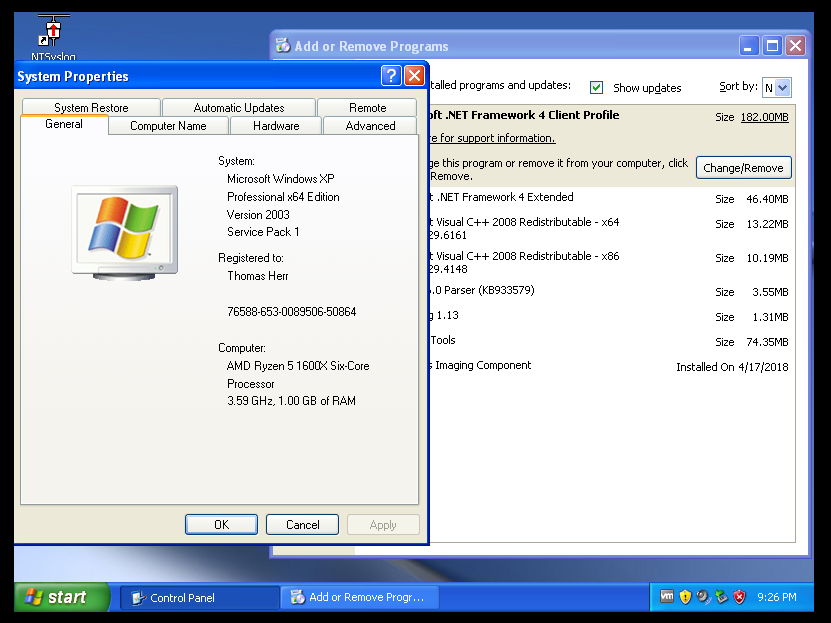 NTSyslog
Add or Remove Programs
System Properties
System Restore Automatic Updates Remote
General Computer Name Hardware Advanced
System:
Microsoft Windows XP
Professional x64 Edition
Version 2003
Service Pack 1
Registered to:
Thomas Herr
76588-653-0089506-50864
Computer:
AMD Ryzen 5 1600X Six-Core
Processor
3.59 GHz, 1.00 GB of RAM
OK Cancel Apply
talled programs and updates: Show updates Sort by: N
oft .NET Framework 4 Client Profile Size 182.00MB
re for support information.
ge this program or remove it from your computer, click
Remove. Change/Remove
t .NET Framework 4 Extended Size 46.40MB
t Visual C++ 2008 Redistributable - x64 Size 13.22MB
29.6161
t Visual C++ 2008 Redistributable - x86 Size 10.19MB
29.4148
.0 Parser (KB933579) Size 3.55MB
g 1.13 Size 1.31MB
Tools Size 74.35MB
s Imaging Component Installed On 4/17/2018
start Control Panel Add or Remove Progr... vm 9:26 PM